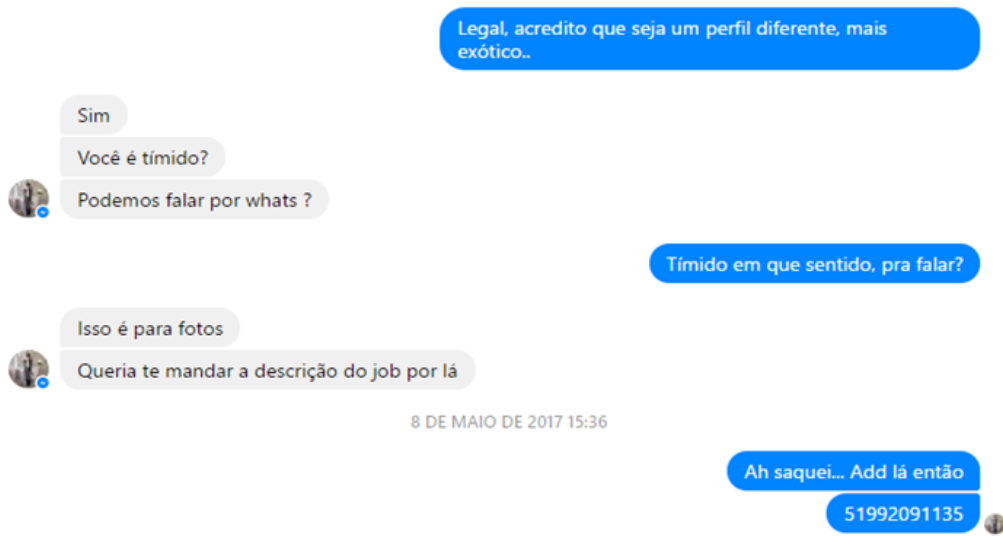 Legal, acredito que seja um perfil diferente, mais
exótico..
Sim
Você é tímido?
Podemos falar por whats ?
Tímido em que sentido, pra falar?
Isso é para fotos
Queria te mandar a descrição do job por lá
8 DE MAIO DE 2017 15:36
Ah saquei... Add lá então
51992091135